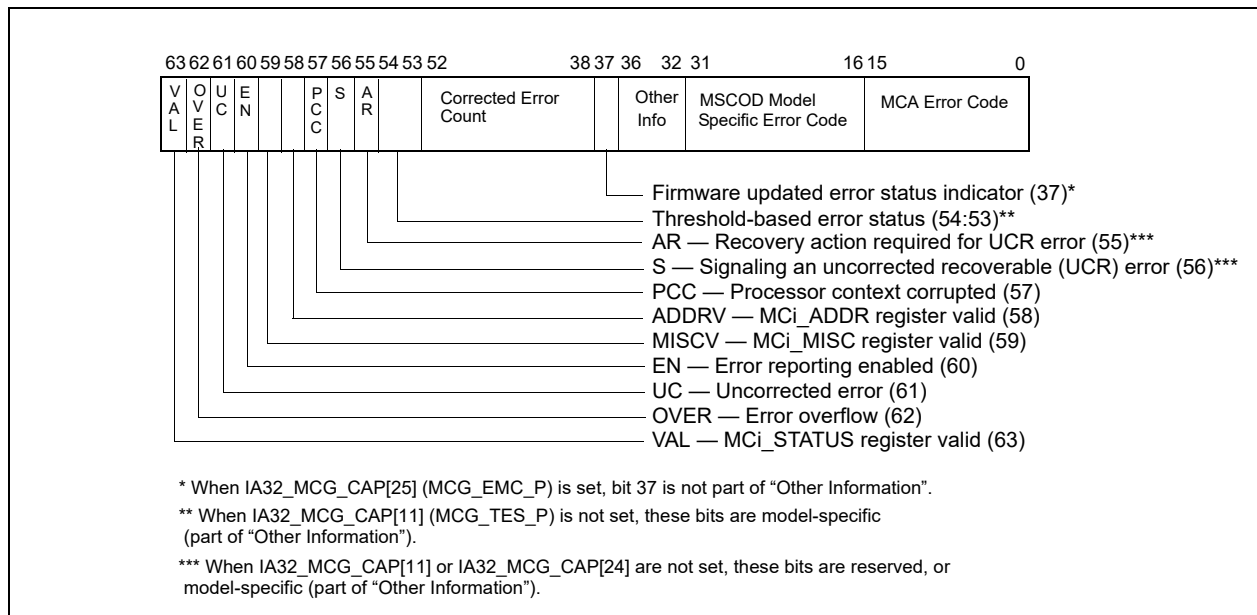 63 62 61 60 59 58 57 56 55 54 53 52 38 37 36 32 31 16 15 0
VAL OVER UC EN PCC S AR Corrected Error Count Other Info MSCOD Model Specific Error Code MCA Error Code
Firmware updated error status indicator (37)*
Threshold-based error status (54:53)**
AR — Recovery action required for UCR error (55)***
S — Signaling an uncorrected recoverable (UCR) error (56)***
PCC — Processor context corrupted (57)
ADDRV — MCi_ADDR register valid (58)
MISCV — MCi_MISC register valid (59)
EN — Error reporting enabled (60)
UC — Uncorrected error (61)
OVER — Error overflow (62)
VAL — MCi_STATUS register valid (63)
* When IA32_MCG_CAP[25] (MCG_EMC_P) is set, bit 37 is not part of “Other Information”.
** When IA32_MCG_CAP[11] (MCG_TES_P) is not set, these bits are model-specific
(part of “Other Information”).
*** When IA32_MCG_CAP[11] or IA32_MCG_CAP[24] are not set, these bits are reserved, or
model-specific (part of “Other Information”).